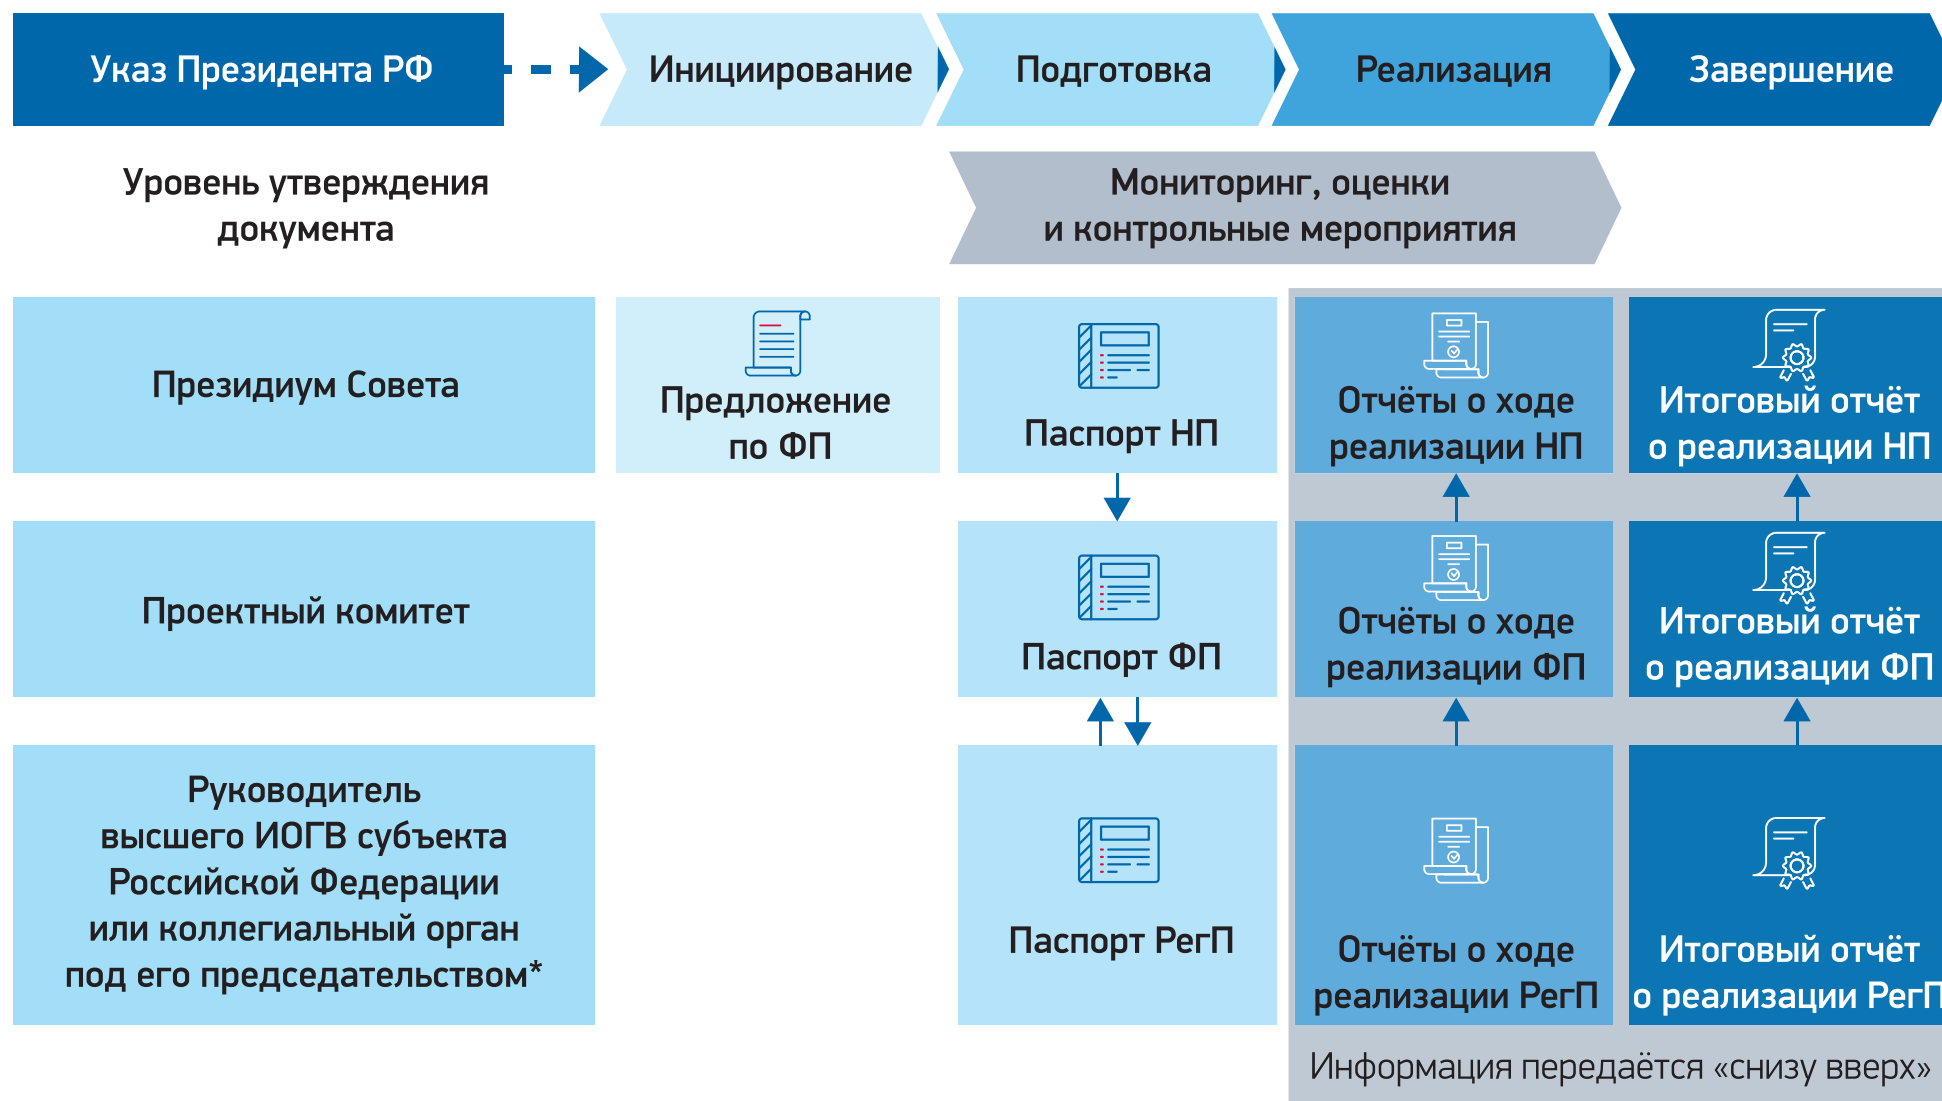 Указ Президента РФ
Инициирование
Подготовка
Реализация
Завершение
Уровень утверждения
документа
Мониторинг, оценки
и контрольные мероприятия
Президиум Совета
Предложение
по ФП
Паспорт НП
Отчёты о ходе
реализации НП
Итоговый отчёт
о реализации НП
Проектный комитет
Паспорт ФП
Отчёты о ходе
реализации ФП
Итоговый отчёт
о реализации ФП
Руководитель
высшего ИОГВ субъекта
Российской Федерации
или коллегиальный орган
под его председательством*
Паспорт РегП
Отчёты о ходе
реализации РегП
Итоговый отчёт
о реализации РегП
Информация передаётся «снизу вверх»